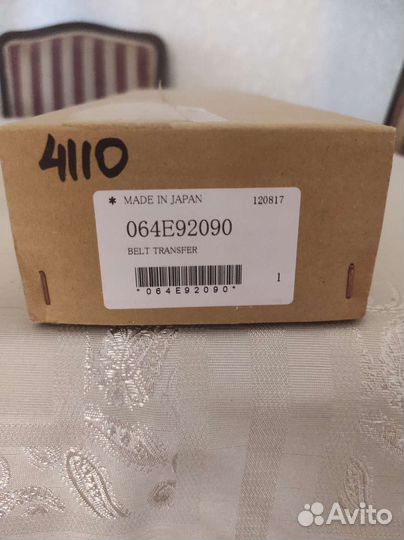 4110
* MADE IN JAPAN 120817
064E92090
BELT TRANSFER
*064E92090*
1
Avito